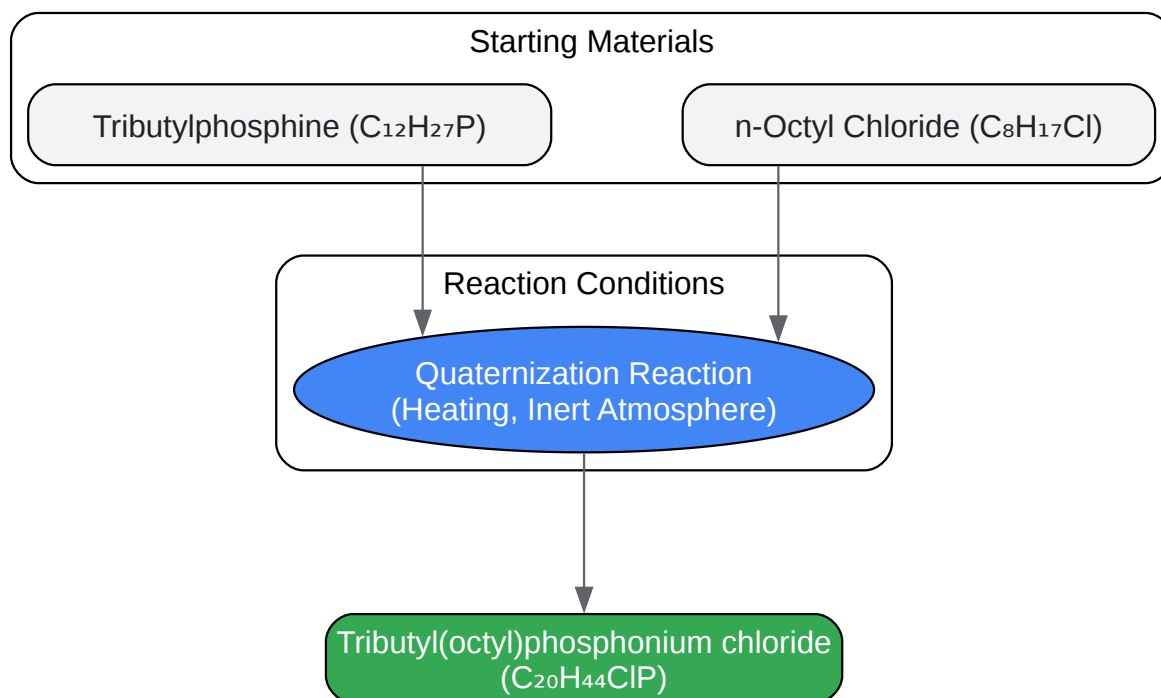 Starting Materials
Tributylphosphine (C₁₂H₂₇P)
n-Octyl Chloride (C₈H₁₇Cl)
Reaction Conditions
Quaternization Reaction
(Heating, Inert Atmosphere)
Tributyl(octyl)phosphonium chloride
(C₂₀H₄₄ClP)